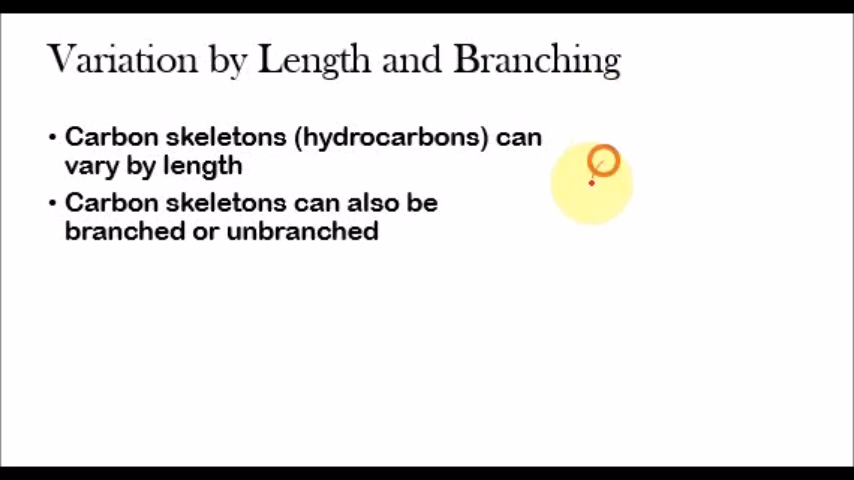 Variation by Length and Branching
• Carbon skeletons (hydrocarbons) can
vary by length
• Carbon skeletons can also be
branched or unbranched